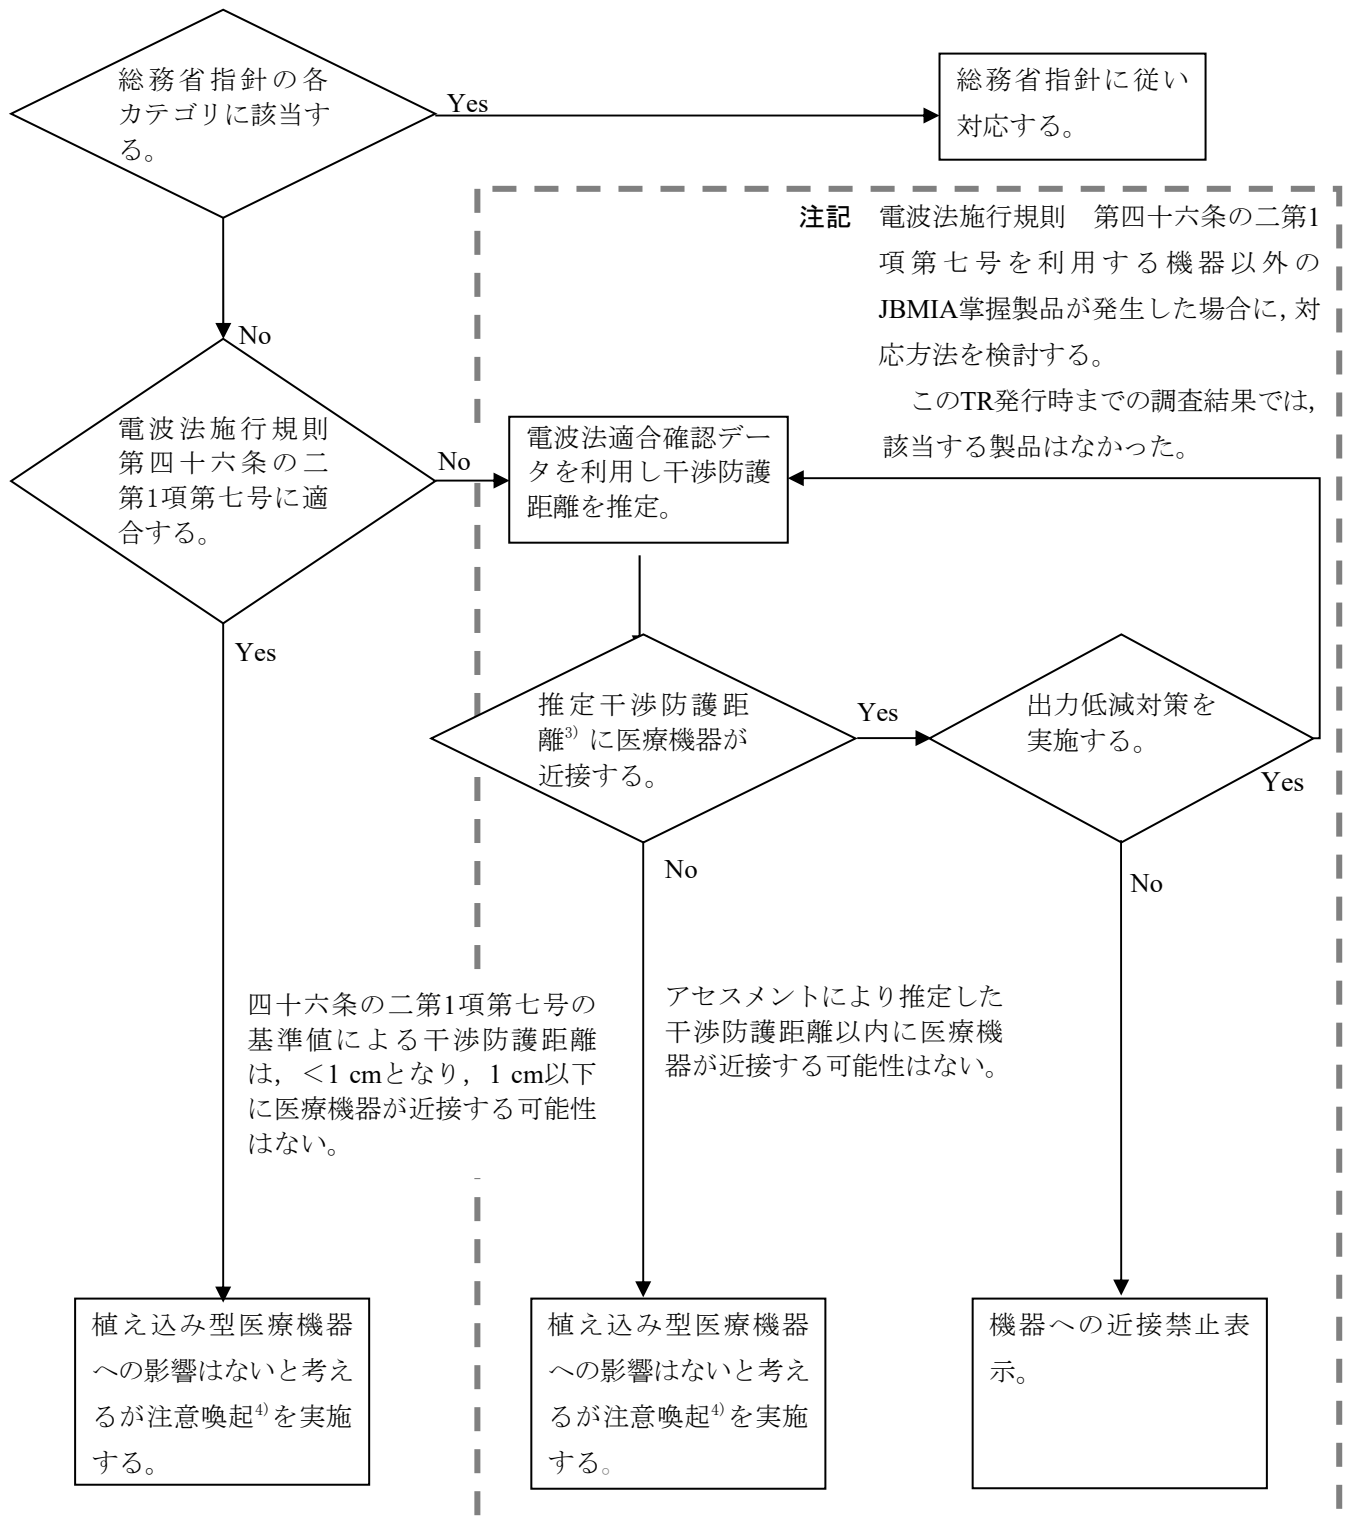 総務省指針の各
カテゴリに該当す
る。
Yes
総務省指針に従い
対応する。
注記 電波法施行規則 第四十六条の二第1
項第七号を利用する機器以外の
JBMIA掌握製品が発生した場合に,対
応方法を検討する。
このTR発行時までの調査結果では,
該当する製品はなかった。
No
電波法施行規則
第四十六条の二
第1項第七号に適
合する。
No
電波法適合確認デー
タを利用し干渉防護
距離を推定。
Yes
推定干渉防護距
離3) に医療機器が
近接する。
Yes
出力低減対策を
実施する。
Yes
No
No
四十六条の二第1項第七号の
基準値による干渉防護距離
は,<1 cmとなり,1 cm以下
に医療機器が近接する可能性
はない。
アセスメントにより推定した
干渉防護距離以内に医療機
器が近接する可能性はない。
植え込み型医療機器
への影響はないと考え
るが注意喚起4)を実施
する。
植え込み型医療機器
への影響はないと考え
るが注意喚起4)を実施
する。
機器への近接禁止表
示。